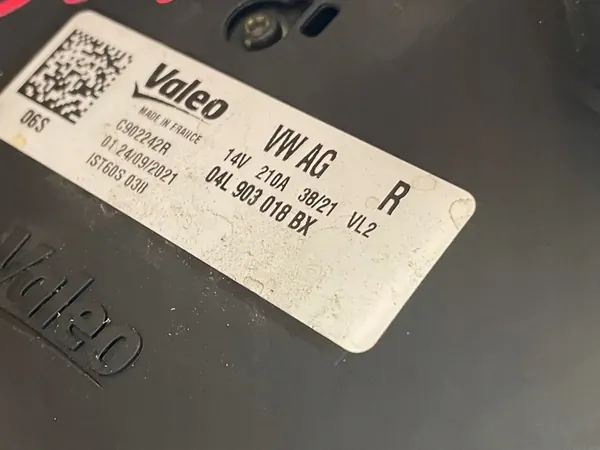 Valeo
MADE IN FRANCE
06S
C902242R
01 24/09/2021
IST60S 03H
VW AG R
14V 210A 38/21 VL2
04L 903 018 BX
Valeo